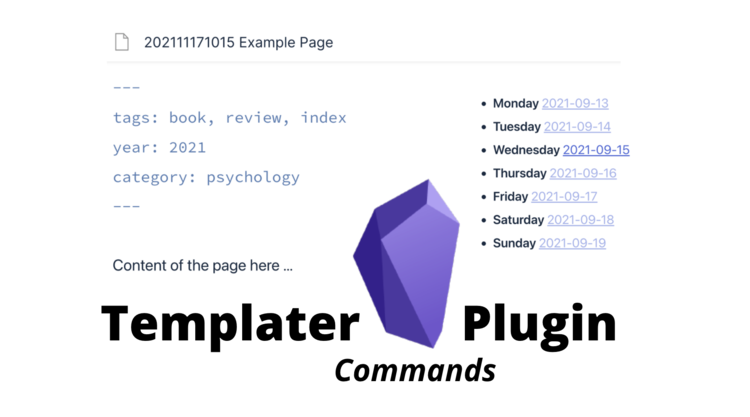 202111171015 Example Page
---
tags: book, review, index
year: 2021
category: psychology
---
Content of the page here ...
Monday 2021-09-13
Tuesday 2021-09-14
Wednesday 2021-09-15
Thursday 2021-09-16
Friday 2021-09-17
Saturday 2021-09-18
Sunday 2021-09-19
Templater Plugin
Commands